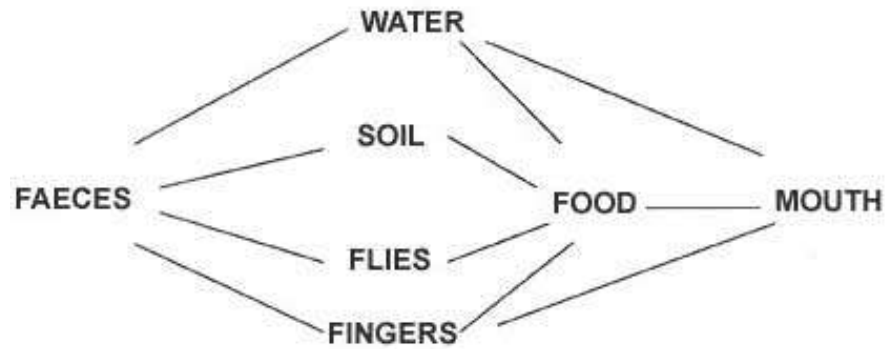 WATER
SOIL
FAECES
FOOD
MOUTH
FLIES
FINGERS